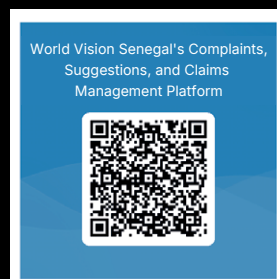 World Vision Senegal's Complaints,
Suggestions, and Claims
Management Platform